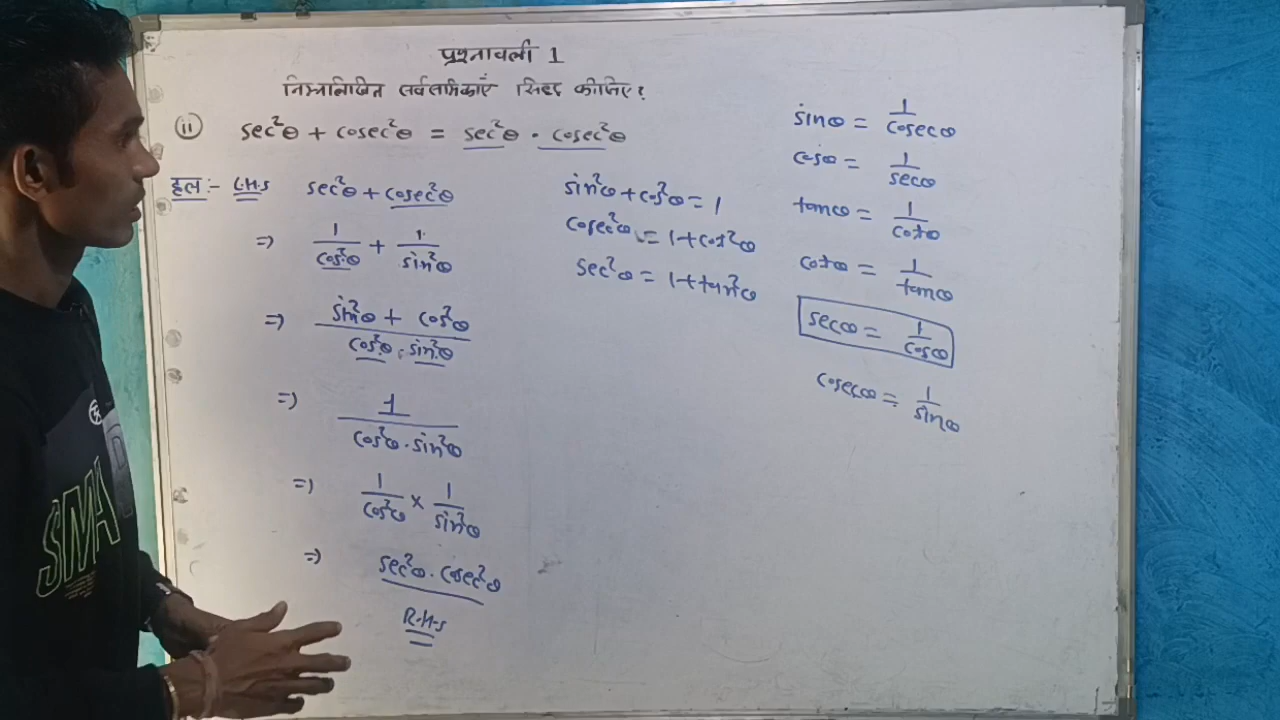 प्रश्नावली 1
निम्नलिखित सर्वसमिकाएँ सिद्ध कीजिए?
(ii) sec²θ + cosec²θ = sec²θ · cosec²θ
हल :- L.H.S sec²θ + cosec²θ
=> 1/cos²θ + 1/sin²θ
=> sin²θ + cos²θ / cos²θ . sin²θ
=> 1 / cos²θ . sin²θ
=> 1/cos²θ × 1/sin²θ
=> sec²θ . cosec²θ
R.H.S
sin²θ + cos²θ = 1
cosec²θ = 1 + cot²θ
sec²θ = 1 + tan²θ
sinθ = 1/cosecθ
cosθ = 1/secθ
tanθ = 1/cotθ
cotθ = 1/tanθ
secθ = 1/cosθ
cosecθ = 1/sinθ
SMA